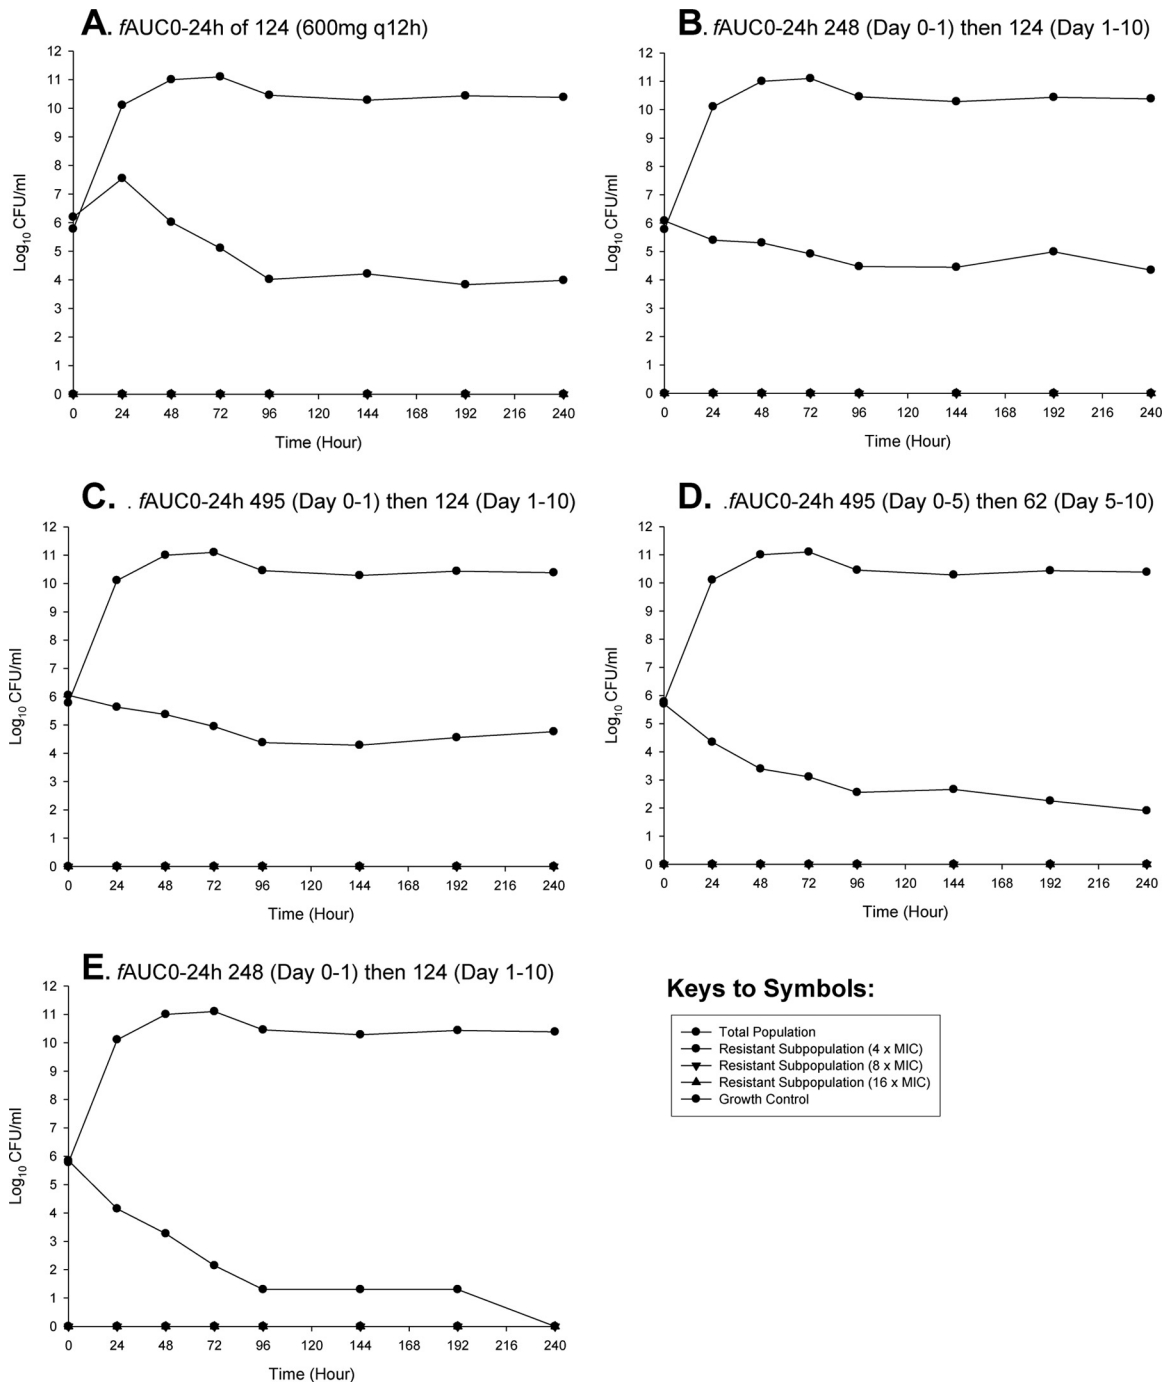 A. fAUC0-24h of 124 (600mg q12h)
12
11
10
9
8
7
6
5
4
3
2
1
0
Log10 CFU/ml
0 24 48 72 96 120 144 168 192 216 240
Time (Hour)
B. fAUC0-24h 248 (Day 0-1) then 124 (Day 1-10)
12
11
10
9
8
7
6
5
4
3
2
1
0
Log10 CFU/ml
0 24 48 72 96 120 144 168 192 216 240
Time (Hour)
C. . fAUC0-24h 495 (Day 0-1) then 124 (Day 1-10)
12
11
10
9
8
7
6
5
4
3
2
1
0
Log10 CFU/ml
0 24 48 72 96 120 144 168 192 216 240
Time (Hour)
D. .fAUC0-24h 495 (Day 0-5) then 62 (Day 5-10)
12
11
10
9
8
7
6
5
4
3
2
1
0
Log10 CFU/ml
0 24 48 72 96 120 144 168 192 216 240
Time (Hour)
E. fAUC0-24h 248 (Day 0-1) then 124 (Day 1-10)
12
11
10
9
8
7
6
5
4
3
2
1
0
Log10 CFU/ml
0 24 48 72 96 120 144 168 192 216 240
Time (Hour)
Keys to Symbols:
Total Population
Resistant Subpopulation (4 x MIC)
Resistant Subpopulation (8 x MIC)
Resistant Subpopulation (16 x MIC)
Growth Control